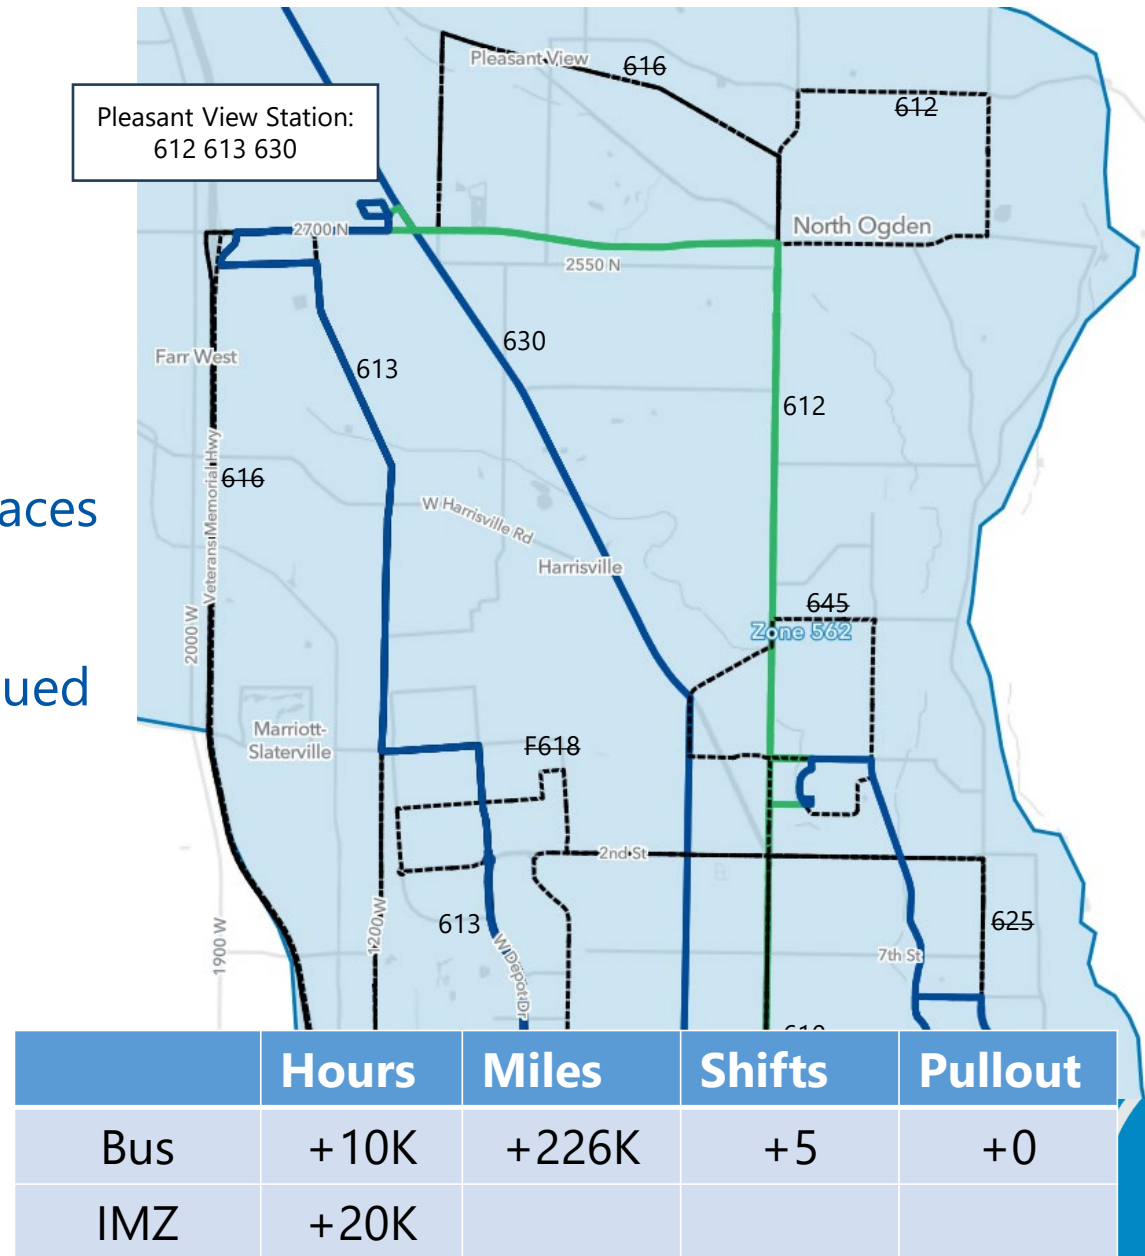 Pleasant View
616
612
Pleasant View Station:
612 613 630
2700 N
North Ogden
2550 N
630
Farr West
613
612
616
Veterans Memorial Hwy
W Harrisville Rd
aces
Harrisville
645
Zone 562
2000 W
ued
Marriott-
Slaterville
F618
2nd St
1200 W
613
625
1900 W
W Depot Dr
7th St
Hours Miles Shifts Pullout
Bus +10K +226K +5 +0
IMZ +20K